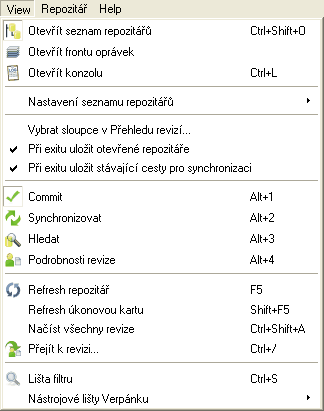 View Repozitář Help
Otevřít seznam repozitářů Ctrl+Shift+O
Otevřít frontu oprávek
Otevřít konzolu Ctrl+L
Nastavení seznamu repozitářů
Vybrat sloupce v Přehledu revizí...
Při exitu uložit otevřené repozitáře
Při exitu uložit stávající cesty pro synchronizaci
Commit Alt+1
Synchronizovat Alt+2
Hledat Alt+3
Podrobnosti revize Alt+4
Refresh repozitář F5
Refresh úkonovou kartu Shift+F5
Načíst všechny revize Ctrl+Shift+A
Přejít k revizi... Ctrl+/
Lišta filtru Ctrl+S
Nástrojové lišty Verpánku